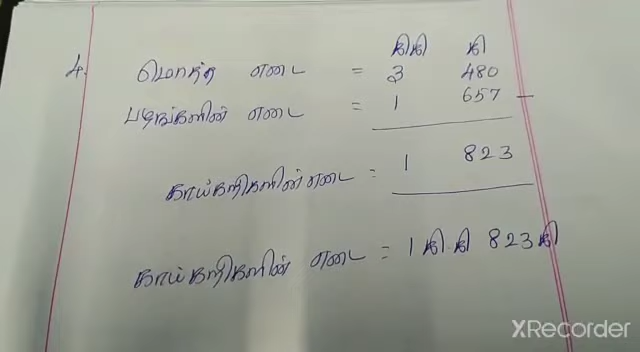 கிகி கி
4. மொத்த எடை = 3 480
பழங்களின் எடை = 1 657 -
காய்கறிகளின் எடை = 1 823
காய்கறிகளின் எடை = 1 கி.கி 823 கி
XRecorder